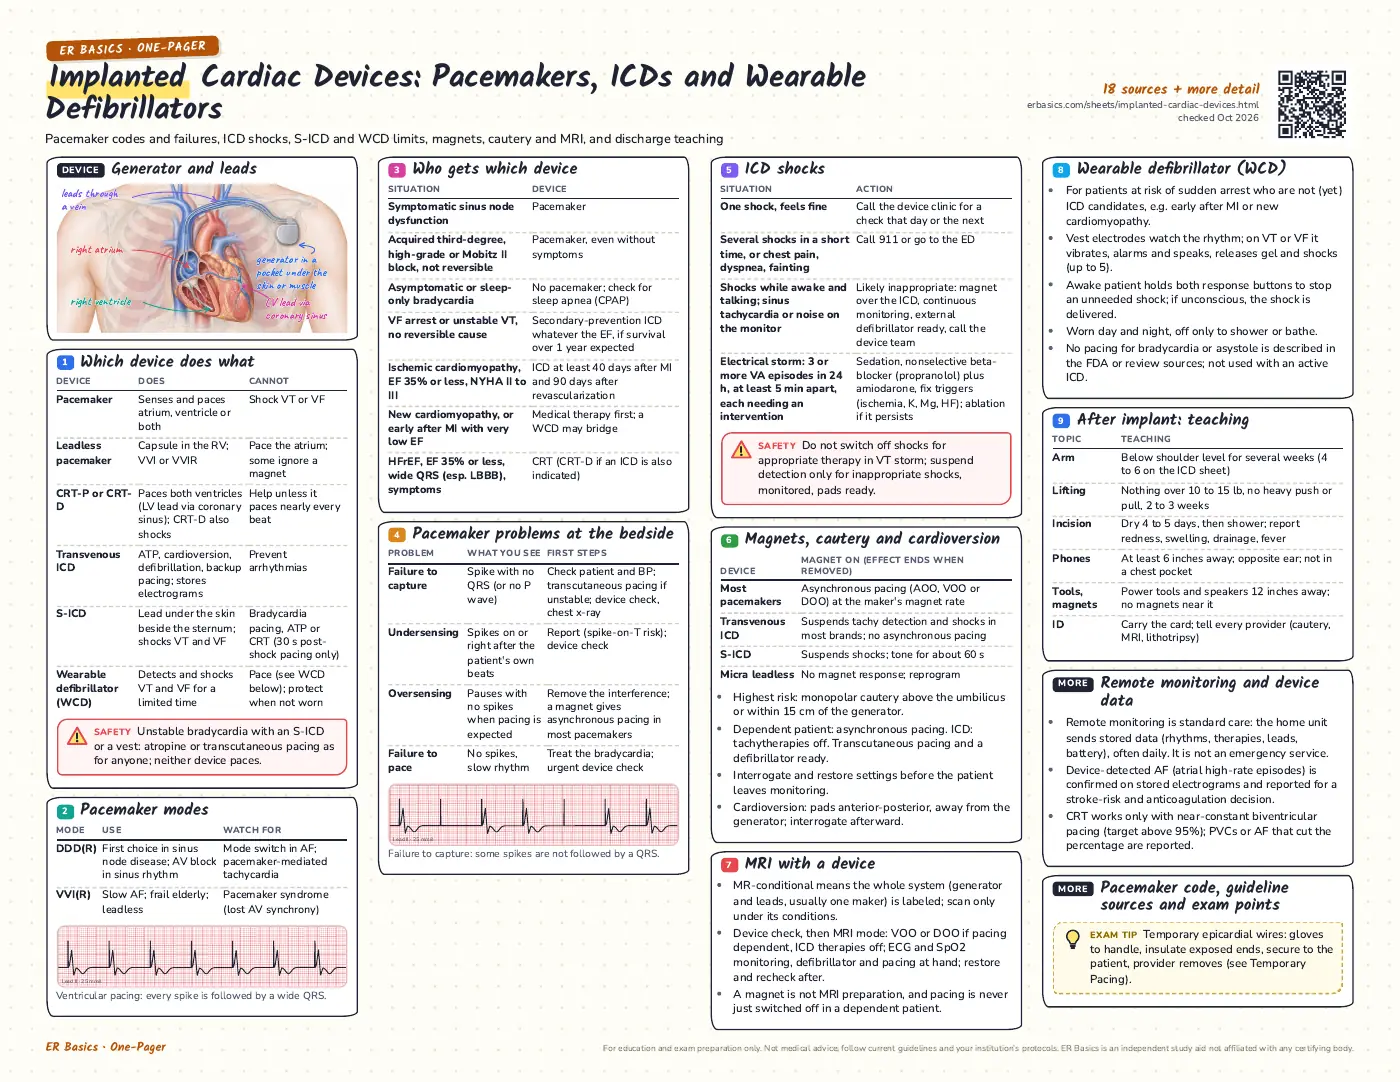 ER BASICS · ONE-PAGER
Implanted Cardiac Devices: Pacemakers, ICDs and Wearable
Defibrillators
Pacemaker codes and failures, ICD shocks, S-ICD and WCD limits, magnets, cautery and MRI, and discharge teaching
18 sources + more detail
erbasics.com/sheets/implanted-cardiac-devices.html
checked Oct 2026
DEVICE Generator and leads
leads through
a vein
right atrium
right ventricle
generator in a
pocket under the
skin or muscle
LV lead via
coronary sinus
1 Which device does what
DEVICE DOES CANNOT
Pacemaker Senses and paces Shock VT or VF
atrium, ventricle or
both
Leadless Capsule in the RV; Pace the atrium;
pacemaker VVI or VVIR some ignore a
magnet
CRT-P or CRT- Paces both ventricles Help unless it
D (LV lead via coronary paces nearly every
sinus); CRT-D also beat
shocks
Transvenous ATP, cardioversion, Prevent
ICD defibrillation, backup arrhythmias
pacing; stores
electrograms
S-ICD Lead under the skin Bradycardia
beside the sternum; pacing, ATP or
shocks VT and VF CRT (30 s post-
shock pacing only)
Wearable Detects and shocks Pace (see WCD
defibrillator VT and VF for a below); protect
(WCD) limited time when not worn
SAFETY Unstable bradycardia with an S-ICD
or a vest: atropine or transcutaneous pacing as
for anyone; neither device paces.
2 Pacemaker modes
MODE USE WATCH FOR
DDD(R) First choice in sinus Mode switch in AF;
node disease; AV block pacemaker-mediated
in sinus rhythm tachycardia
VVI(R) Slow AF; frail elderly; Pacemaker syndrome
leadless (lost AV synchrony)
Ventricular pacing: every spike is followed by a wide QRS.
3 Who gets which device
SITUATION DEVICE
Symptomatic sinus node Pacemaker
dysfunction
Acquired third-degree, Pacemaker, even without
high-grade or Mobitz II symptoms
block, not reversible
Asymptomatic or sleep- No pacemaker; check for
only bradycardia sleep apnea (CPAP)
VF arrest or unstable VT, Secondary-prevention ICD
no reversible cause whatever the EF, if survival
over 1 year expected
Ischemic cardiomyopathy, ICD at least 40 days after MI
EF 35% or less, NYHA II to and 90 days after
III revascularization
New cardiomyopathy, or Medical therapy first; a
early after MI with very WCD may bridge
low EF
HFrEF, EF 35% or less, CRT (CRT-D if an ICD is also
wide QRS (esp. LBBB), indicated)
symptoms
4 Pacemaker problems at the bedside
PROBLEM WHAT YOU SEE FIRST STEPS
Failure to Spike with no Check patient and BP;
capture QRS (or no P transcutaneous pacing if
wave) unstable; device check,
chest x-ray
Undersensing Spikes on or Report (spike-on-T risk);
right after the device check
patient's own
beats
Oversensing Pauses with Remove the interference;
no spikes a magnet gives
when pacing is asynchronous pacing in
expected most pacemakers
Failure to No spikes, Treat the bradycardia;
pace slow rhythm urgent device check
Failure to capture: some spikes are not followed by a QRS.
5 ICD shocks
SITUATION ACTION
One shock, feels fine Call the device clinic for a
check that day or the next
Several shocks in a short Call 911 or go to the ED
time, or chest pain,
dyspnea, fainting
Shocks while awake and Likely inappropriate: magnet
talking; sinus over the ICD, continuous
tachycardia or noise on monitoring, external
the monitor defibrillator ready, call the
device team
Electrical storm: 3 or Sedation, nonselective beta-
more VA episodes in 24 blocker (propranolol) plus
h, at least 5 min apart, amiodarone, fix triggers
each needing an (ischemia, K, Mg, HF); ablation
intervention if it persists
SAFETY Do not switch off shocks for
appropriate therapy in VT storm; suspend
detection only for inappropriate shocks,
monitored, pads ready.
6 Magnets, cautery and cardioversion
MAGNET ON (EFFECT ENDS WHEN
DEVICE REMOVED)
Most Asynchronous pacing (AOO, VOO or
pacemakers DOO) at the maker's magnet rate
Transvenous Suspends tachy detection and shocks in
ICD most brands; no asynchronous pacing
S-ICD Suspends shocks; tone for about 60 s
Micra leadless No magnet response; reprogram
• Highest risk: monopolar cautery above the umbilicus
or within 15 cm of the generator.
• Dependent patient: asynchronous pacing. ICD:
tachytherapies off. Transcutaneous pacing and a
defibrillator ready.
• Interrogate and restore settings before the patient
leaves monitoring.
• Cardioversion: pads anterior-posterior, away from the
generator; interrogate afterward.
7 MRI with a device
• MR-conditional means the whole system (generator
and leads, usually one maker) is labeled; scan only
under its conditions.
• Device check, then MRI mode: VOO or DOO if pacing
dependent, ICD therapies off; ECG and SpO2
monitoring, defibrillator and pacing at hand; restore
and recheck after.
• A magnet is not MRI preparation, and pacing is never
just switched off in a dependent patient.
8 Wearable defibrillator (WCD)
• For patients at risk of sudden arrest who are not (yet)
ICD candidates, e.g. early after MI or new
cardiomyopathy.
• Vest electrodes watch the rhythm; on VT or VF it
vibrates, alarms and speaks, releases gel and shocks
(up to 5).
• Awake patient holds both response buttons to stop
an unneeded shock; if unconscious, the shock is
delivered.
• Worn day and night, off only to shower or bathe.
• No pacing for bradycardia or asystole is described in
the FDA or review sources; not used with an active
ICD.
9 After implant: teaching
TOPIC TEACHING
Arm Below shoulder level for several weeks (4
to 6 on the ICD sheet)
Lifting Nothing over 10 to 15 lb, no heavy push or
pull, 2 to 3 weeks
Incision Dry 4 to 5 days, then shower; report
redness, swelling, drainage, fever
Phones At least 6 inches away; opposite ear; not in
a chest pocket
Tools, Power tools and speakers 12 inches away;
magnets no magnets near it
ID Carry the card; tell every provider (cautery,
MRI, lithotripsy)
MORE Remote monitoring and device
data
• Remote monitoring is standard care: the home unit
sends stored data (rhythms, therapies, leads,
battery), often daily. It is not an emergency service.
• Device-detected AF (atrial high-rate episodes) is
confirmed on stored electrograms and reported for a
stroke-risk and anticoagulation decision.
• CRT works only with near-constant biventricular
pacing (target above 95%); PVCs or AF that cut the
percentage are reported.
MORE Pacemaker code, guideline
sources and exam points
EXAM TIP Temporary epicardial wires: gloves
to handle, insulate exposed ends, secure to the
patient, provider removes (see Temporary
Pacing).
ER Basics · One-Pager
For education and exam preparation only. Not medical advice, follow current guidelines and your institution's protocols. ER Basics is an independent study aid not affiliated with any certifying body.